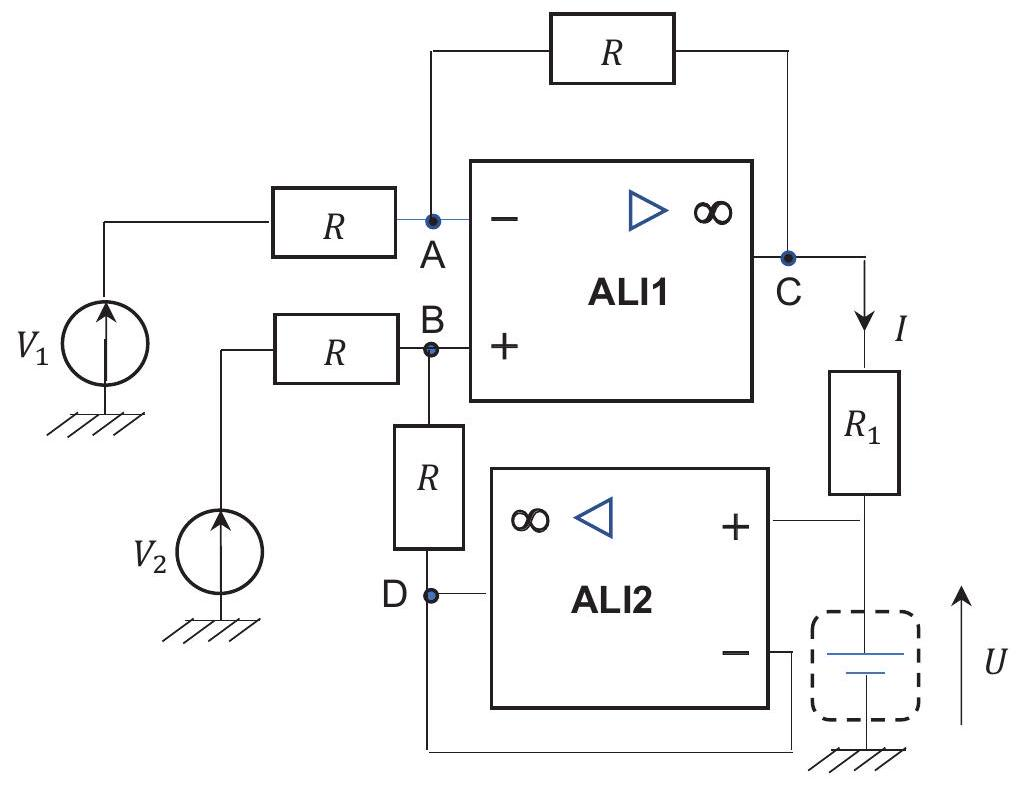 R
R
− ▷ ∞
A
ALI1
C
B
V₁
R
+
I
R₁
R
∞ ◁ +
V₂
D
ALI2
−
U